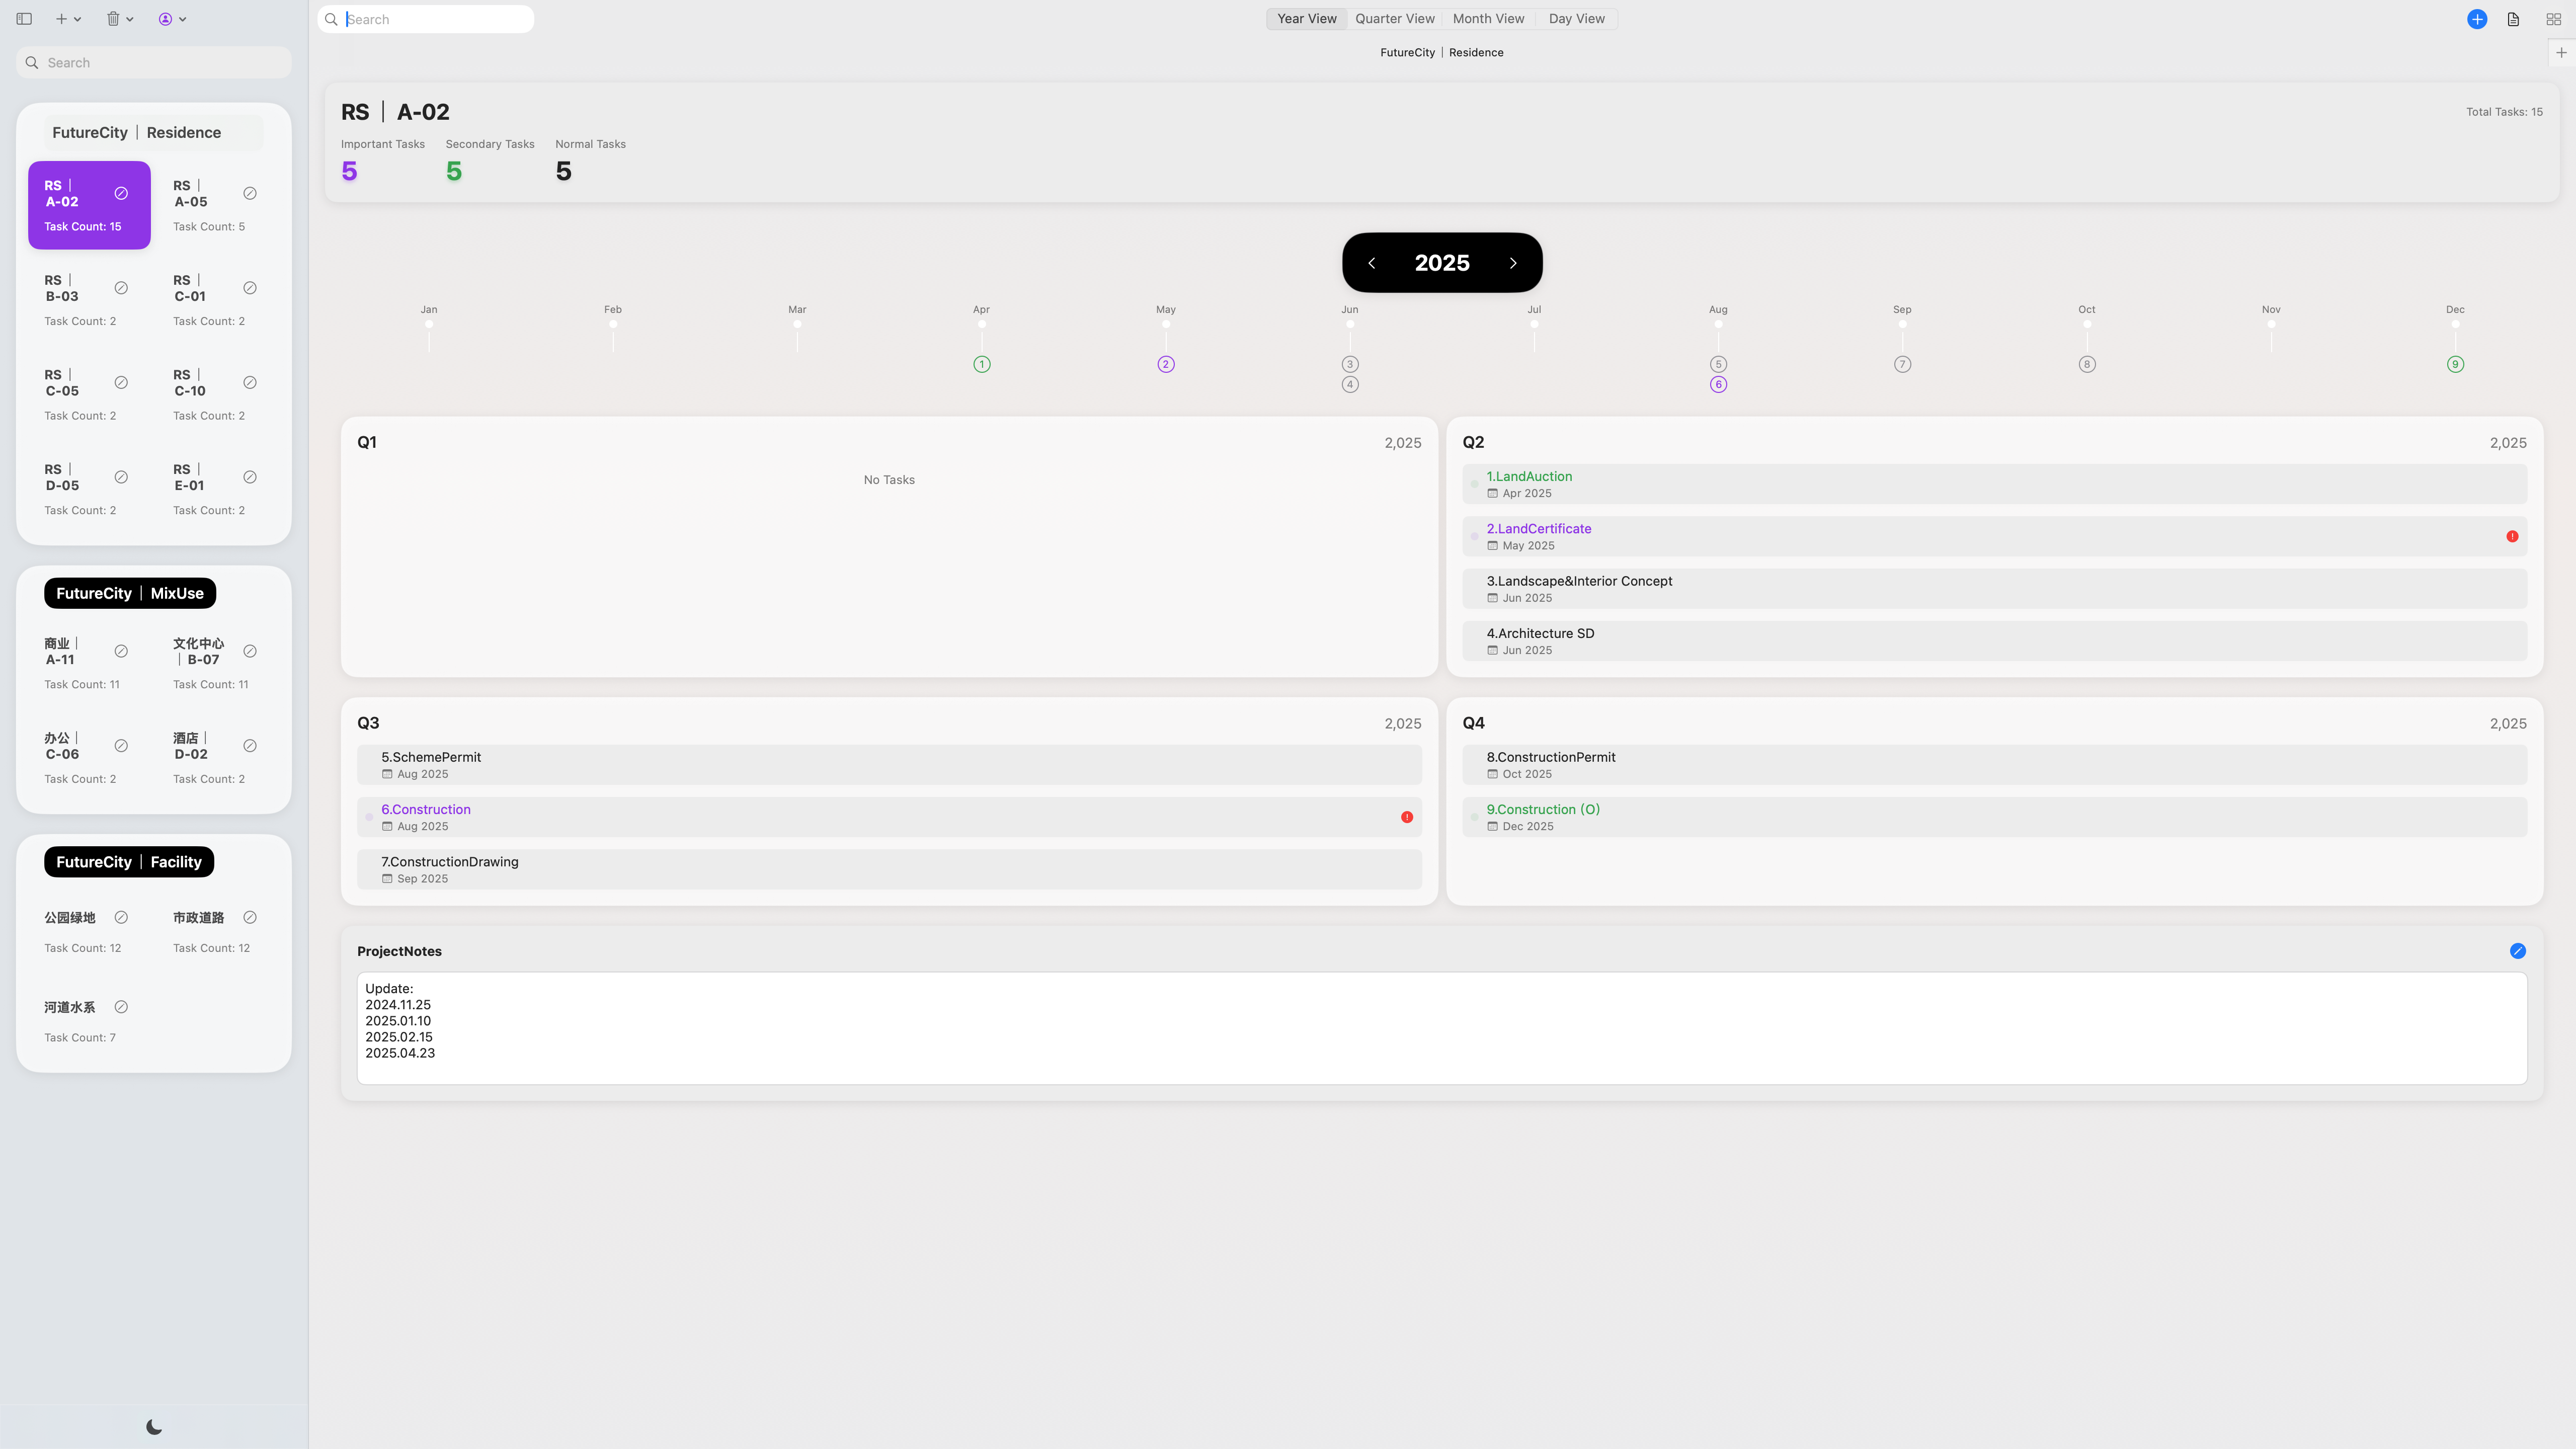 Search
FutureCity | Residence
RS |
A-02
Task Count: 15
RS |
A-05
Task Count: 5
RS |
B-03
Task Count: 2
RS |
C-01
Task Count: 2
RS |
C-05
Task Count: 2
RS |
C-10
Task Count: 2
RS |
D-05
Task Count: 2
RS |
E-01
Task Count: 2
FutureCity | MixUse
商业 |
A-11
Task Count: 11
文化中心
| B-07
Task Count: 11
办公 |
C-06
Task Count: 2
酒店 |
D-02
Task Count: 2
FutureCity | Facility
公园绿地
Task Count: 12
市政道路
Task Count: 12
河道水系
Task Count: 7
Search
Year View
Quarter View
Month View
Day View
FutureCity | Residence
RS | A-02
Total Tasks: 15
Important Tasks
5
Secondary Tasks
5
Normal Tasks
5
2025
Jan
Feb
Mar
Apr
May
Jun
Jul
Aug
Sep
Oct
Nov
Dec
1
2
3
4
5
6
7
8
9
Q1
2,025
No Tasks
Q2
2,025
1.LandAuction
Apr 2025
2.LandCertificate
May 2025
3.Landscape&Interior Concept
Jun 2025
4.Architecture SD
Jun 2025
Q3
2,025
5.SchemePermit
Aug 2025
6.Construction
Aug 2025
7.ConstructionDrawing
Sep 2025
Q4
2,025
8.ConstructionPermit
Oct 2025
9.Construction (O)
Dec 2025
ProjectNotes
Update:
2024.11.25
2025.01.10
2025.02.15
2025.04.23